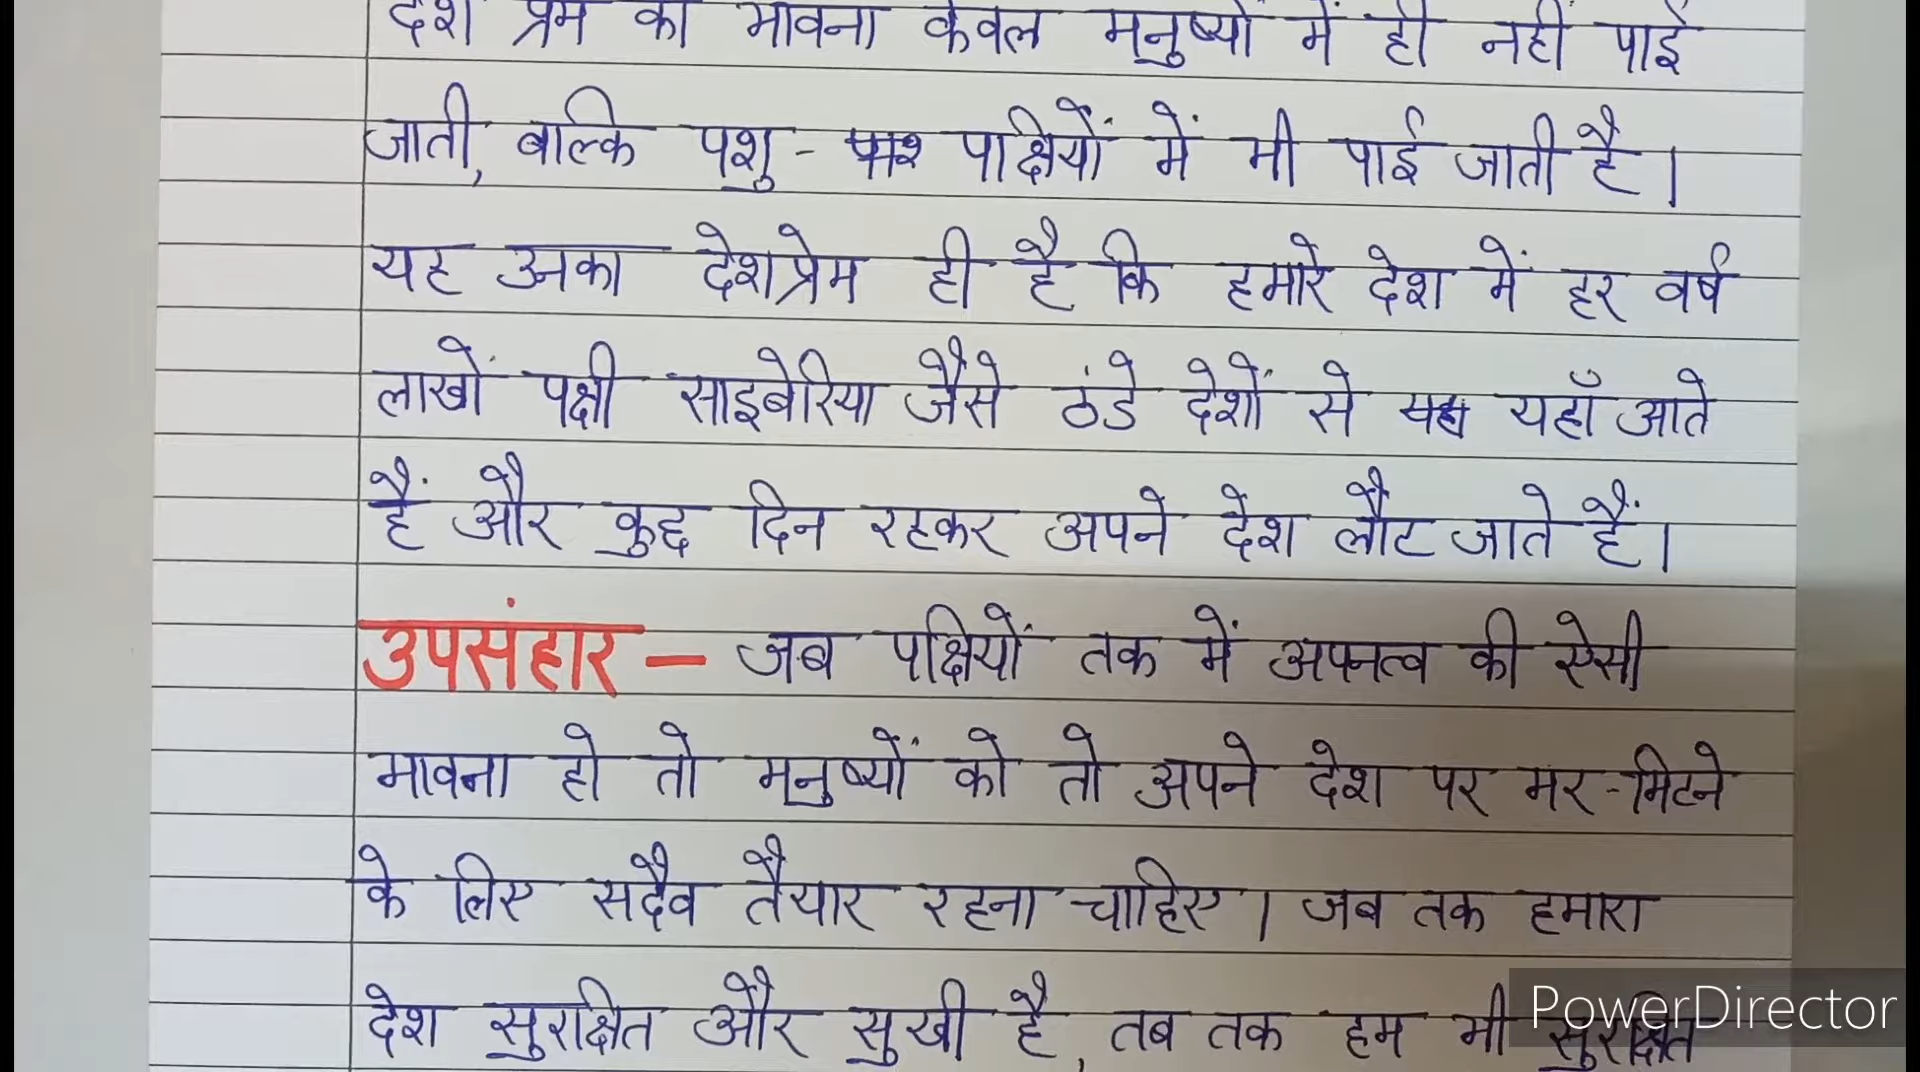 देश प्रेम की भावना केवल मनुष्यों में ही नहीं पाई
जाती, बल्कि पशु - पक्षियों में भी पाई जाती है।
यह उनका देशप्रेम ही है कि हमारे देश में हर वर्ष
लाखों पक्षी साइबेरिया जैसे ठंडे देशों से यहाँ आते
हैं और कुछ दिन रहकर अपने देश लौट जाते हैं।
उपसंहार — जब पक्षियों तक में अपनत्व की ऐसी
भावना हो तो मनुष्यों को तो अपने देश पर मर-मिटने
के लिए सदैव तैयार रहना चाहिए। जब तक हमारा
देश सुरक्षित और सुखी है, तब तक हम भी सुरक्षित
PowerDirector